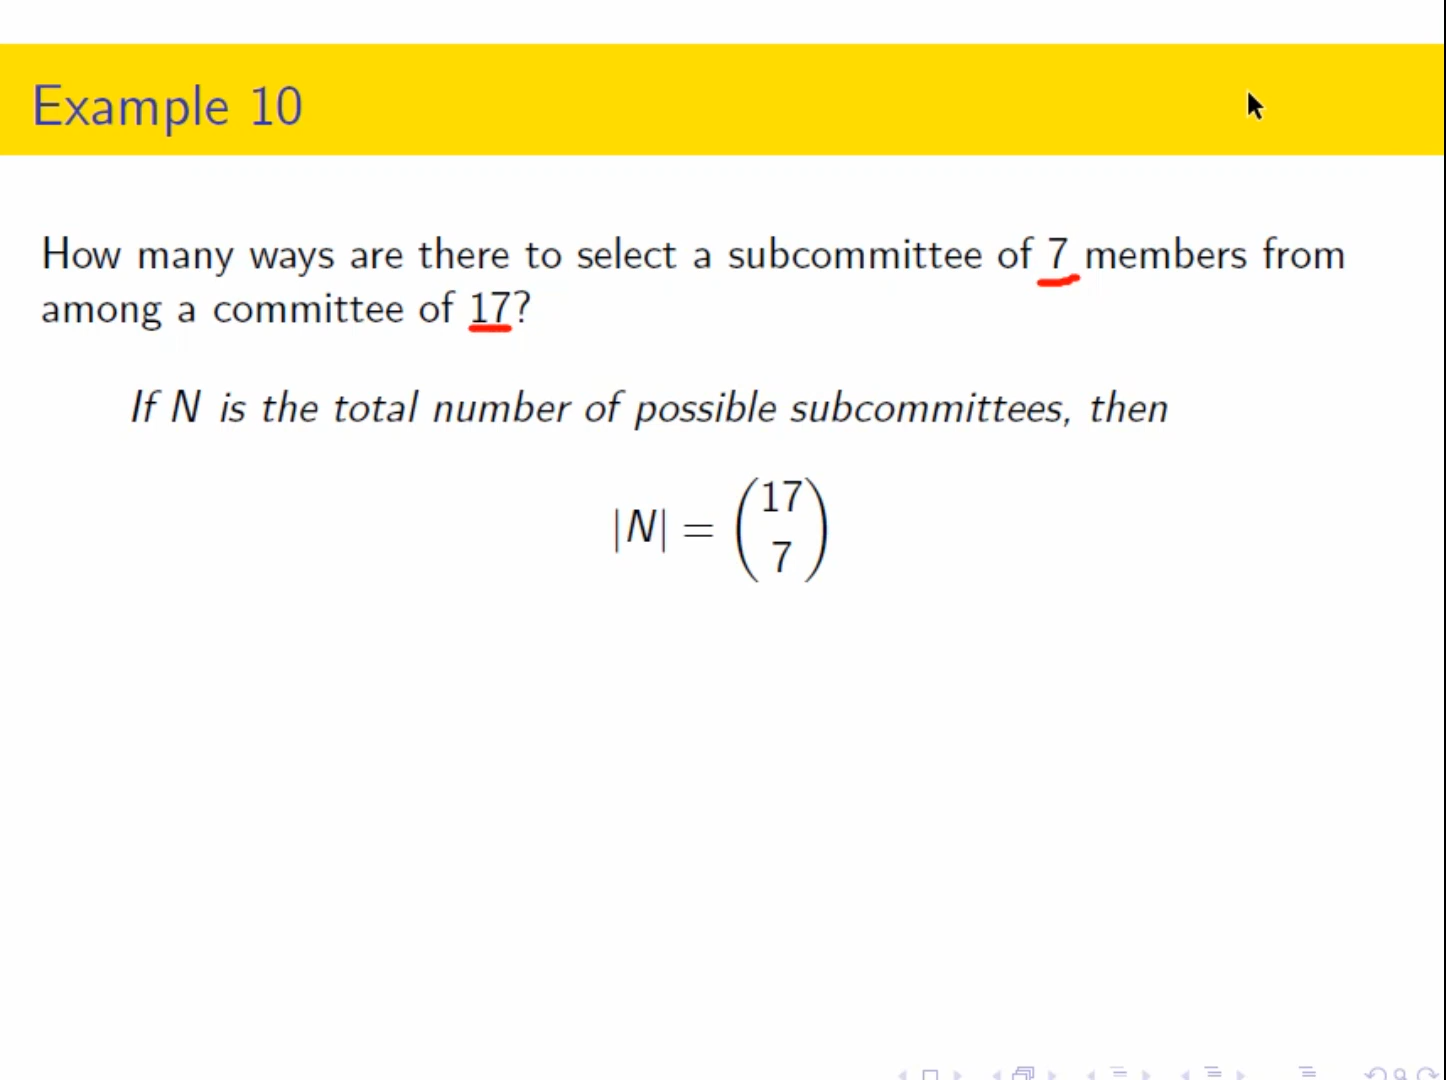 Example 10
How many ways are there to select a subcommittee of 7 members from
among a committee of 17?
If N is the total number of possible subcommittees, then
|N| = (17
7)